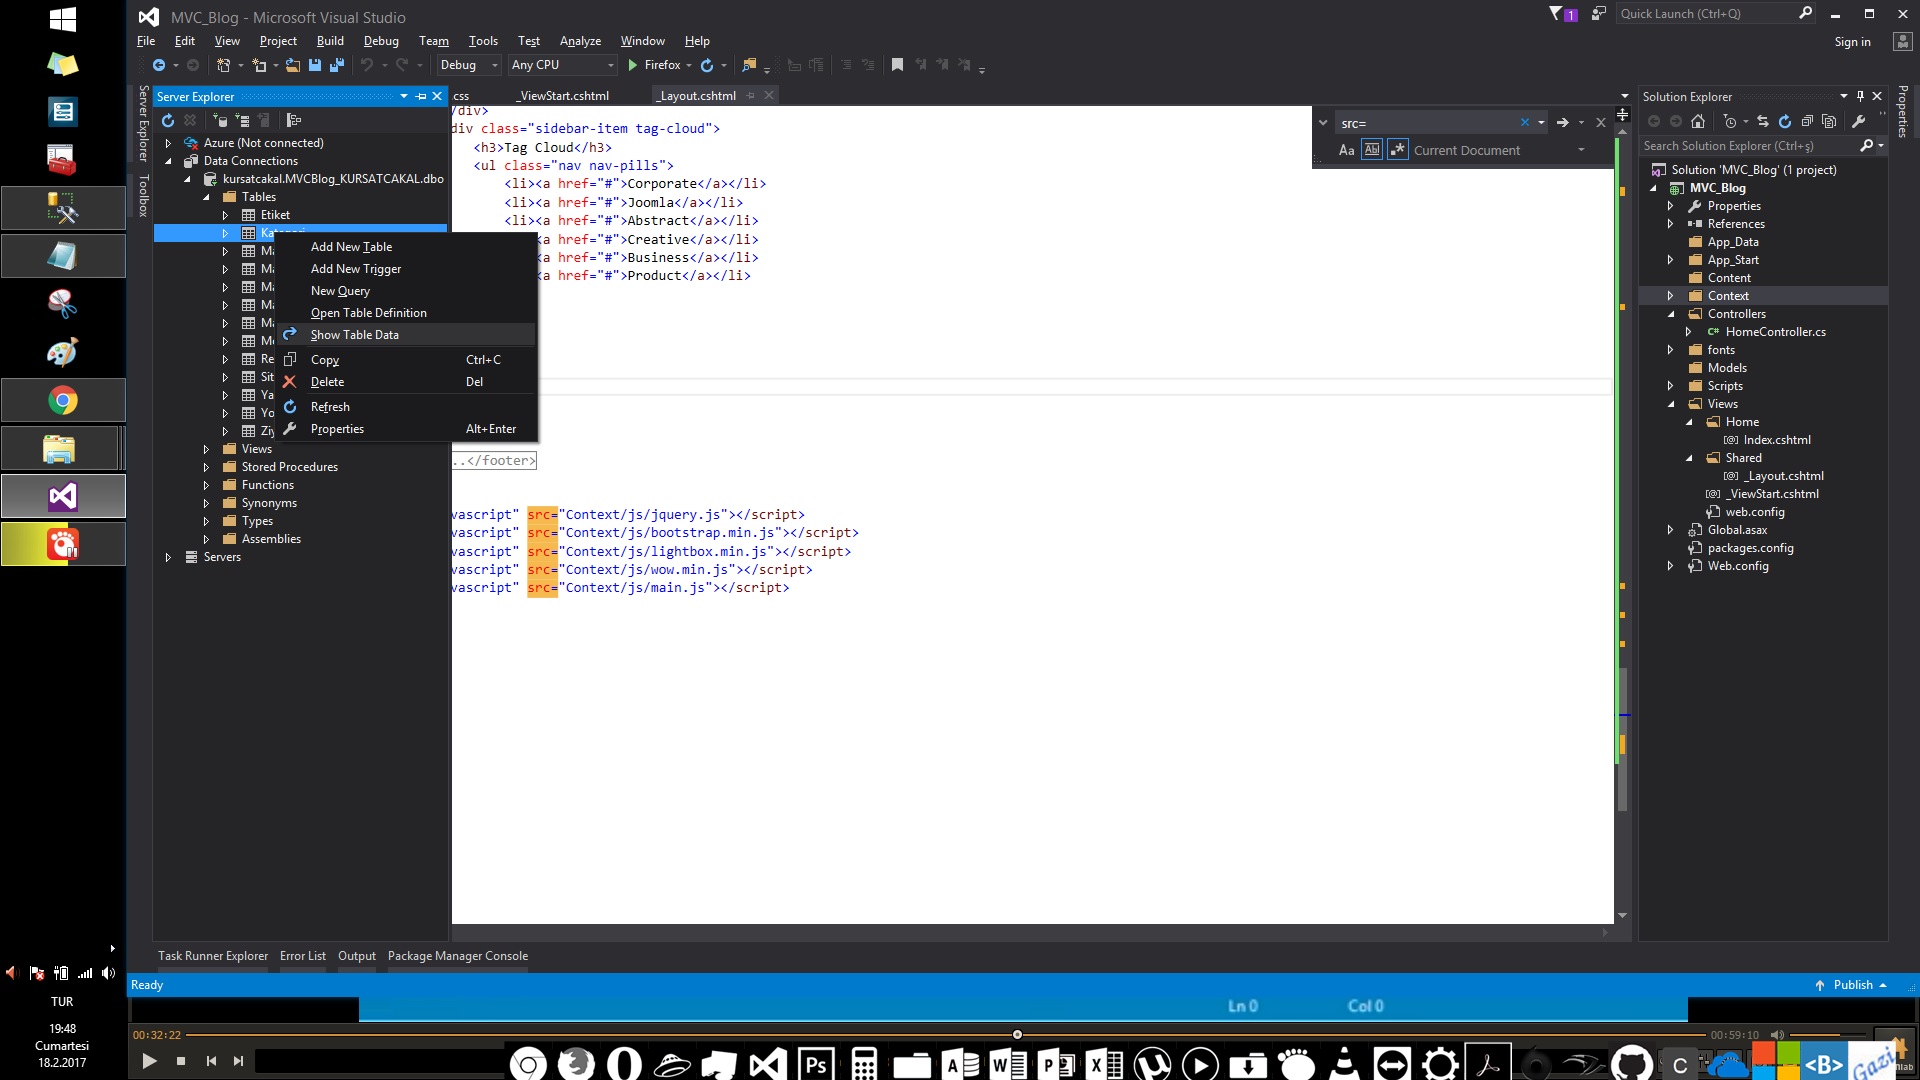 MVC_Blog - Microsoft Visual Studio
1
Quick Launch (Ctrl+Q)
File Edit View Project Build Debug Team Tools Test Analyze Window Help
Sign in
Debug Any CPU Firefox
Server Explorer
Toolbox
Server Explorer
Azure (Not connected)
Data Connections
kursatcakal.MVCBlog_KURSATCAKAL.dbo
Tables
Etiket
Ma
Ma
Ma
Ma
Ma
Re
Sit
Ya
Yo
Ziy
Views
Stored Procedures
Functions
Synonyms
Types
Assemblies
Servers
Add New Table
Add New Trigger
New Query
Open Table Definition
Show Table Data
Copy Ctrl+C
Delete Del
Refresh
Properties Alt+Enter
.css _ViewStart.cshtml _Layout.cshtml
/div>
div class="sidebar-item tag-cloud">
<h3>Tag Cloud</h3>
<ul class="nav nav-pills">
<li><a href="#">Corporate</a></li>
<li><a href="#">Joomla</a></li>
<li><a href="#">Abstract</a></li>
a href="#">Creative</a></li>
a href="#">Business</a></li>
a href="#">Product</a></li>
..</footer>
vascript" src="Context/js/jquery.js"></script>
vascript" src="Context/js/bootstrap.min.js"></script>
vascript" src="Context/js/lightbox.min.js"></script>
vascript" src="Context/js/wow.min.js"></script>
vascript" src="Context/js/main.js"></script>
src=
Aa Ab .* Current Document
Solution Explorer
Search Solution Explorer (Ctrl+ş)
Solution 'MVC_Blog' (1 project)
MVC_Blog
Properties
References
App_Data
App_Start
Content
Context
Controllers
C# HomeController.cs
fonts
Models
Scripts
Views
Home
Index.cshtml
Shared
_Layout.cshtml
_ViewStart.cshtml
web.config
Global.asax
packages.config
Web.config
Properties
Task Runner Explorer Error List Output Package Manager Console
Ready
Publish
Ln 0 Col 0
TUR
19:48
Cumartesi
18.2.2017
00:32:22
00:59:10
Ps
C
<B>
Gazi